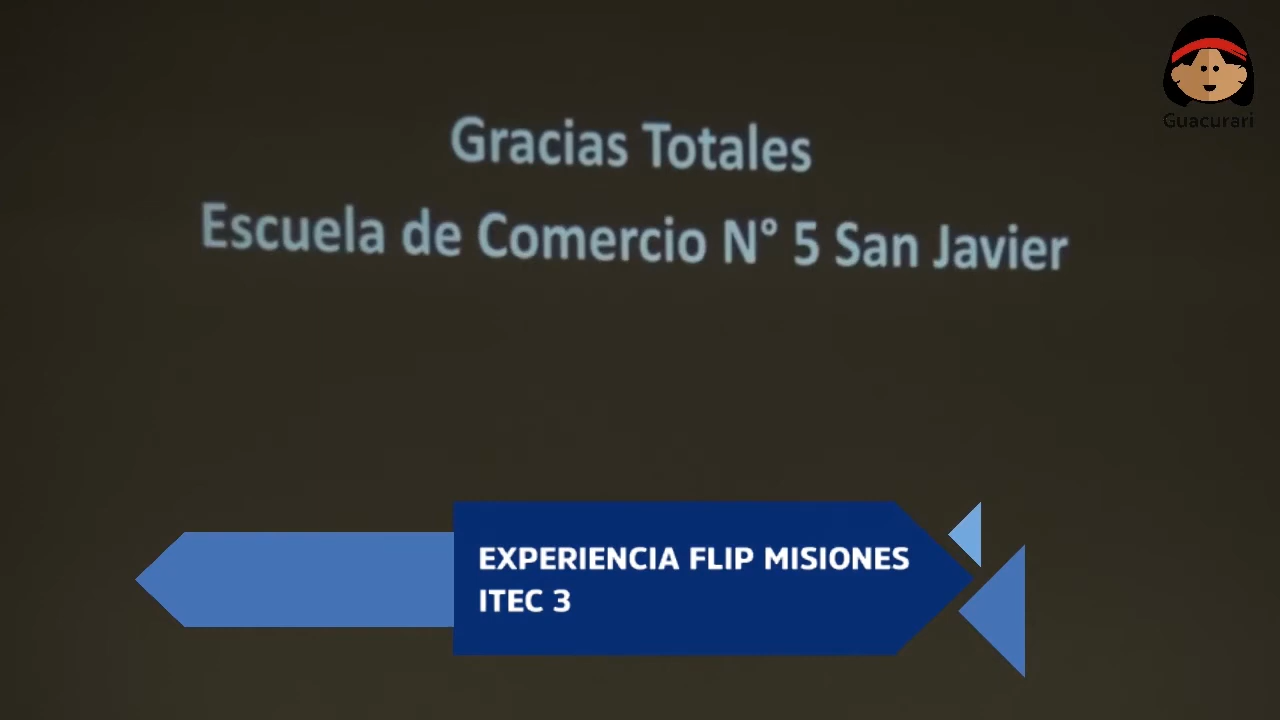 Guacurari
Gracias Totales
Escuela de Comercio N° 5 San Javier
EXPERIENCIA FLIP MISIONES
ITEC 3